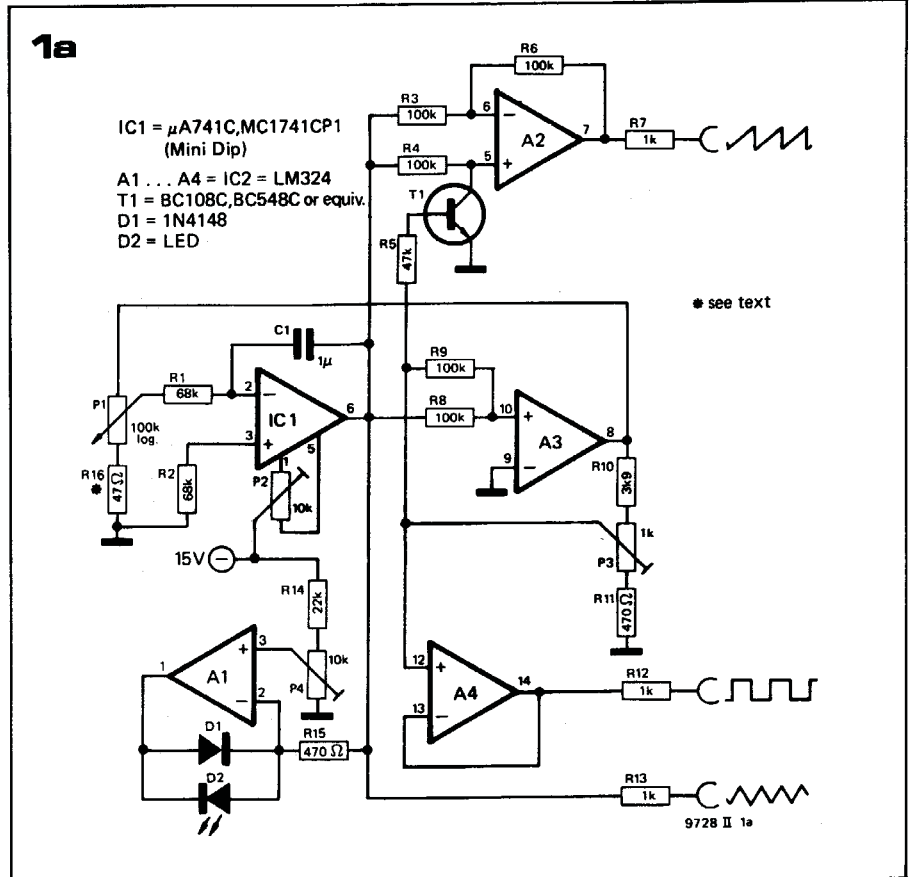 1a
IC1 = μA741C,MC1741CP1
(Mini Dip)
A1 . . . A4 = IC2 = LM324
T1 = BC108C,BC548C or equiv.
D1 = 1N4148
D2 = LED
R6
100k
R3
100k
6
−
A2
7
R7
1k
R4
100k
5
+
T1
R5
47k
* see text
C1
1μ
R9
100k
R1
68k
2
−
IC1
6
R8
100k
10
+
A3
8
P1
100k
log.
3
+
1
5
9
−
R10
3k9
R16
*
47Ω
R2
68k
P2
10k
1k
P3
15V −
R14
22k
R11
470Ω
1
A1
3
+
10k
P4
2
−
12
+
A4
14
R12
1k
13
−
D1
R15
470 Ω
D2
R13
1k
9728 II 1a